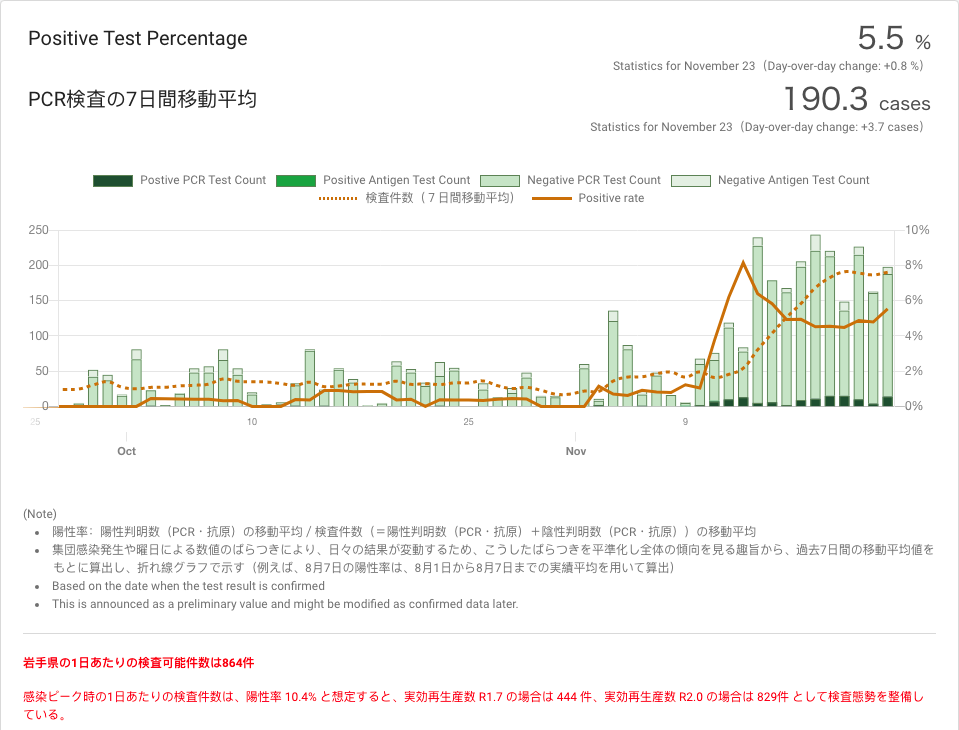 Positive Test Percentage
5.5 %
Statistics for November 23（Day-over-day change: +0.8 %）
PCR検査の7日間移動平均
190.3 cases
Statistics for November 23（Day-over-day change: +3.7 cases）
Postive PCR Test Count Positive Antigen Test Count Negative PCR Test Count Negative Antigen Test Count
検査件数（７日間移動平均） Positive rate
250 10%
200 8%
150 6%
100 4%
50 2%
0 0%
25 10 25 9
Oct Nov
(Note)
• 陽性率：陽性判明数（PCR・抗原）の移動平均 / 検査件数（＝陽性判明数（PCR・抗原）＋陰性判明数（PCR・抗原））の移動平均
• 集団感染発生や曜日による数値のばらつきにより、日々の結果が変動するため、こうしたばらつきを平準化し全体の傾向を見る趣旨から、過去7日間の移動平均値を
もとに算出し、折れ線グラフで示す（例えば、8月7日の陽性率は、8月1日から8月7日までの実績平均を用いて算出）
• Based on the date when the test result is confirmed
• This is announced as a preliminary value and might be modified as confirmed data later.
岩手県の1日あたりの検査可能件数は864件
感染ピーク時の1日あたりの検査件数は、陽性率 10.4% と想定すると、実効再生産数 R1.7 の場合は 444 件、実効再生産数 R2.0 の場合は 829件 として検査態勢を整備し
ている。